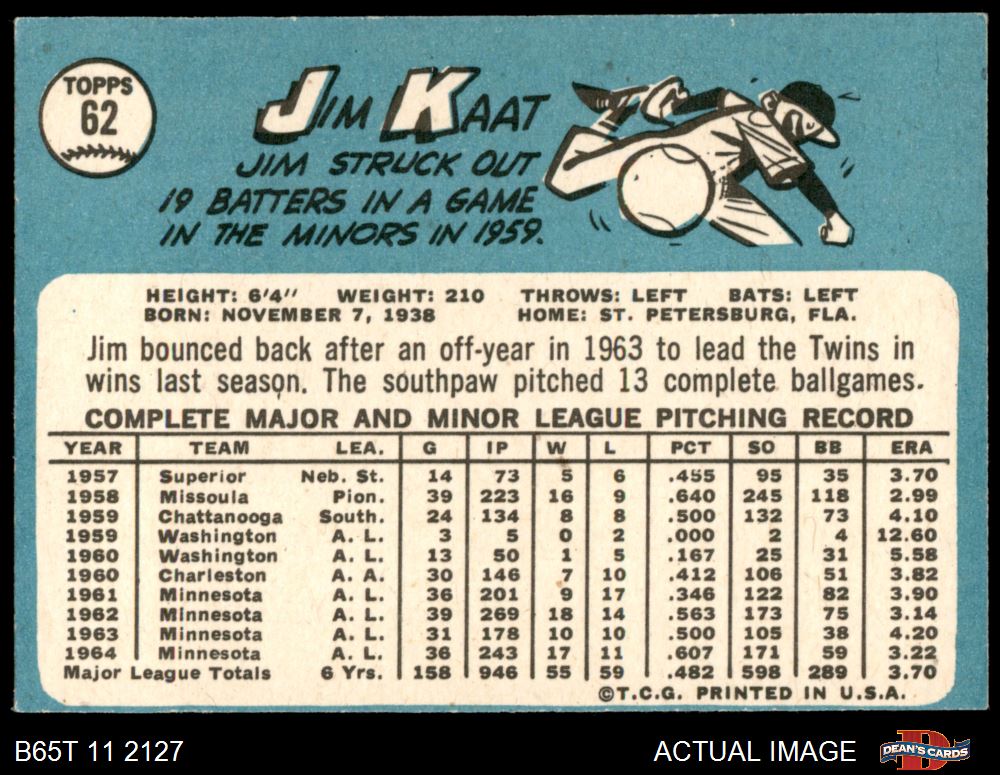 TOPPS
62
JIM KAAT
JIM STRUCK OUT
19 BATTERS IN A GAME
IN THE MINORS IN 1959.
HEIGHT: 6'4" WEIGHT: 210 THROWS: LEFT BATS: LEFT
BORN: NOVEMBER 7, 1938 HOME: ST. PETERSBURG, FLA.
Jim bounced back after an off-year in 1963 to lead the Twins in
wins last season. The southpaw pitched 13 complete ballgames.
COMPLETE MAJOR AND MINOR LEAGUE PITCHING RECORD
YEAR TEAM LEA. G IP W L PCT SO BB ERA
1957 Superior Neb. St. 14 73 5 6 .455 95 35 3.70
1958 Missoula Pion. 39 223 16 9 .640 245 118 2.99
1959 Chattanooga South. 24 134 8 8 .500 132 73 4.10
1959 Washington A. L. 3 5 0 2 .000 2 4 12.60
1960 Washington A. L. 13 50 1 5 .167 25 31 5.58
1960 Charleston A. A. 30 146 7 10 .412 106 51 3.82
1961 Minnesota A. L. 36 201 9 17 .346 122 82 3.90
1962 Minnesota A. L. 39 269 18 14 .563 173 75 3.14
1963 Minnesota A. L. 31 178 10 10 .500 105 38 4.20
1964 Minnesota A. L. 36 243 17 11 .607 171 59 3.22
Major League Totals 6 Yrs. 158 946 55 59 .482 598 289 3.70
©T.C.G. PRINTED IN U.S.A.
B65T 11 2127 ACTUAL IMAGE DEAN'S CARDS